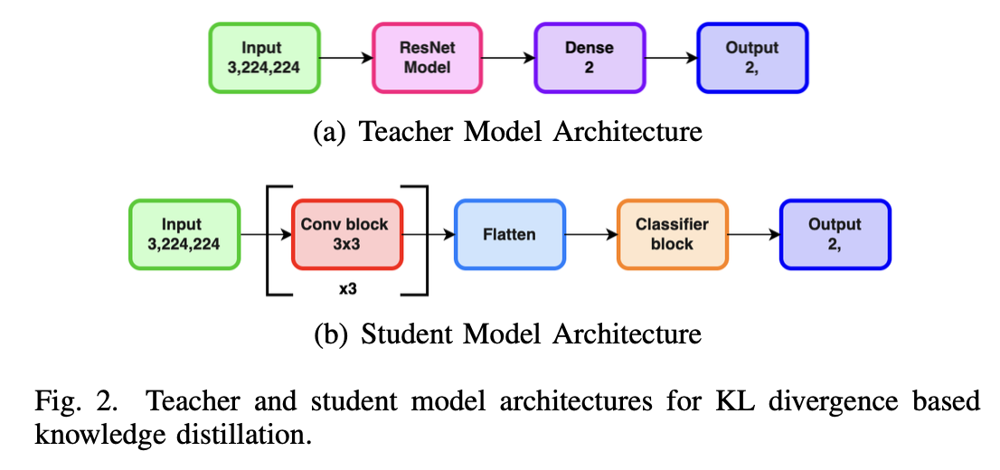 Input
3,224,224
ResNet
Model
Dense
2
Output
2,
(a) Teacher Model Architecture
Input
3,224,224
Conv block
3x3
x3
Flatten
Classifier
block
Output
2,
(b) Student Model Architecture
Fig. 2. Teacher and student model architectures for KL divergence based
knowledge distillation.